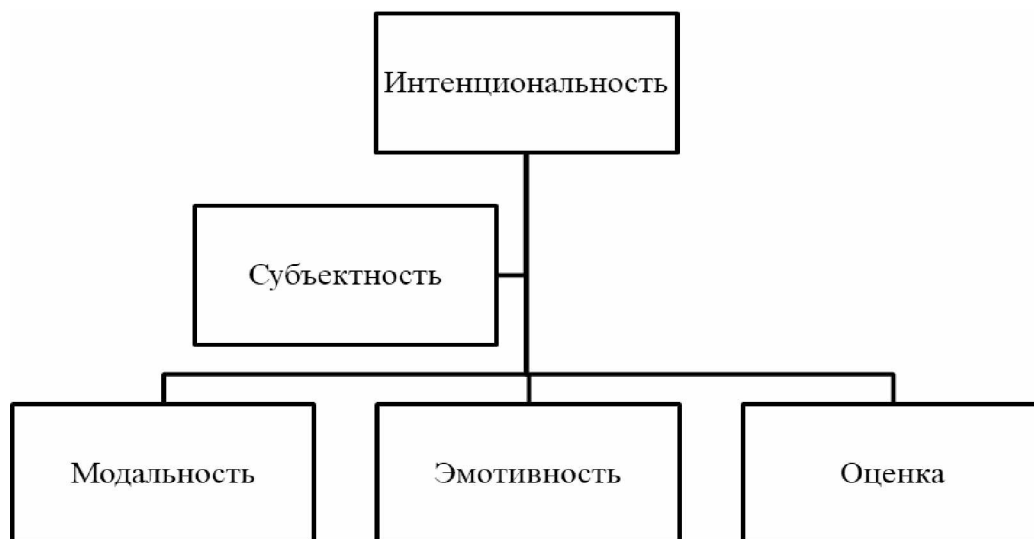 Интенциональность
Субъектность
Модальность
Эмотивность
Оценка